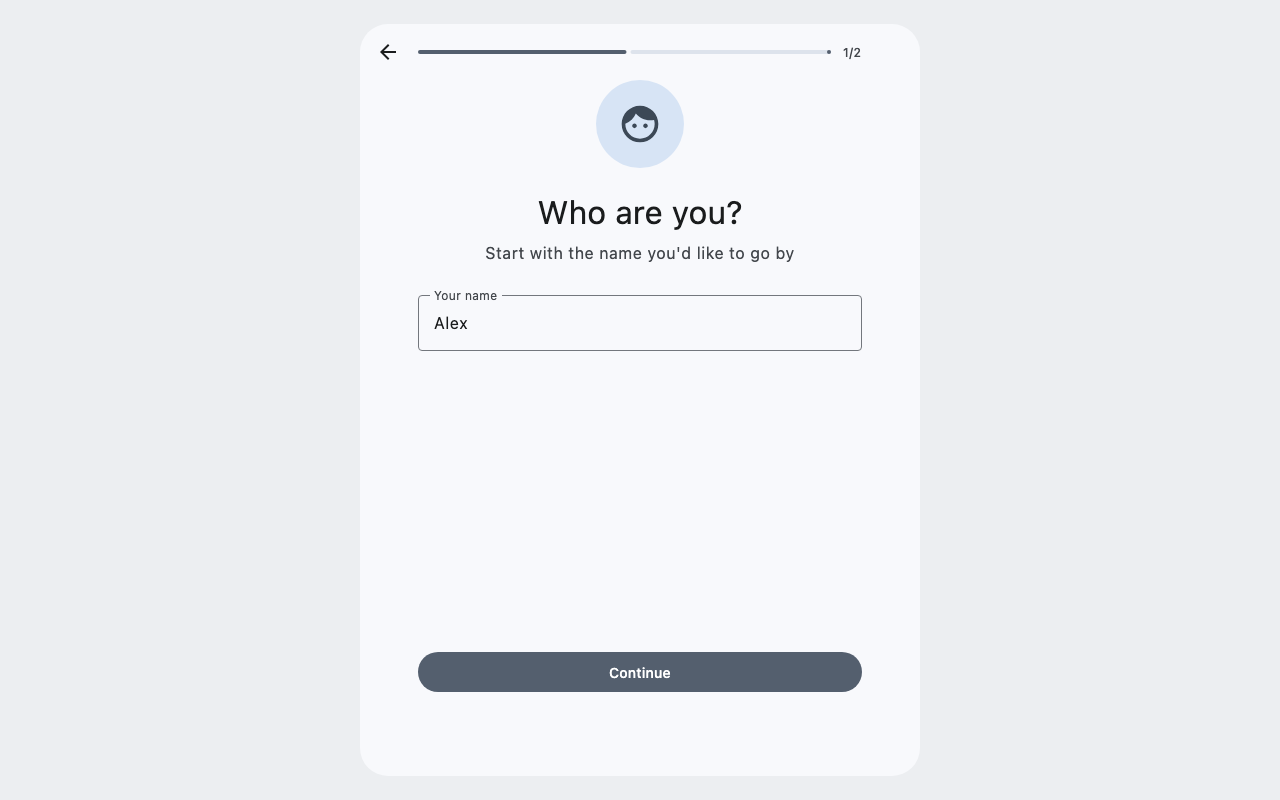 1/2
Who are you?
Start with the name you'd like to go by
Your name
Alex
Continue